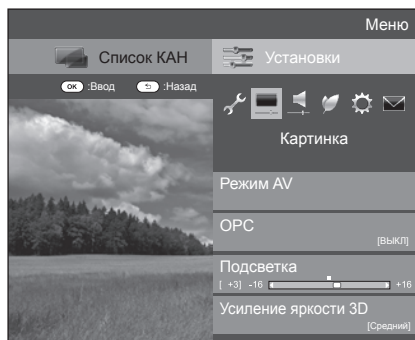 Меню
Список КАН
Установки
OK :Ввод :Назад
Картинка
Режим AV
OPC
[ВЫКЛ]
Подсветка
[ +3] -16 +16
Усиление яркости 3D
[Средний]